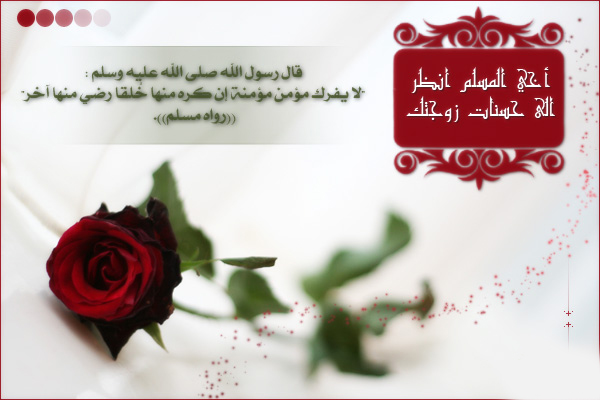 أخي المسلم انظر
الى حسنات زوجتك
قال رسول الله صلى الله عليه وسلم :
"لا يفرك مؤمن مؤمنة إن كره منها خلقا رضي منها آخر"
((رواه مسلم)).